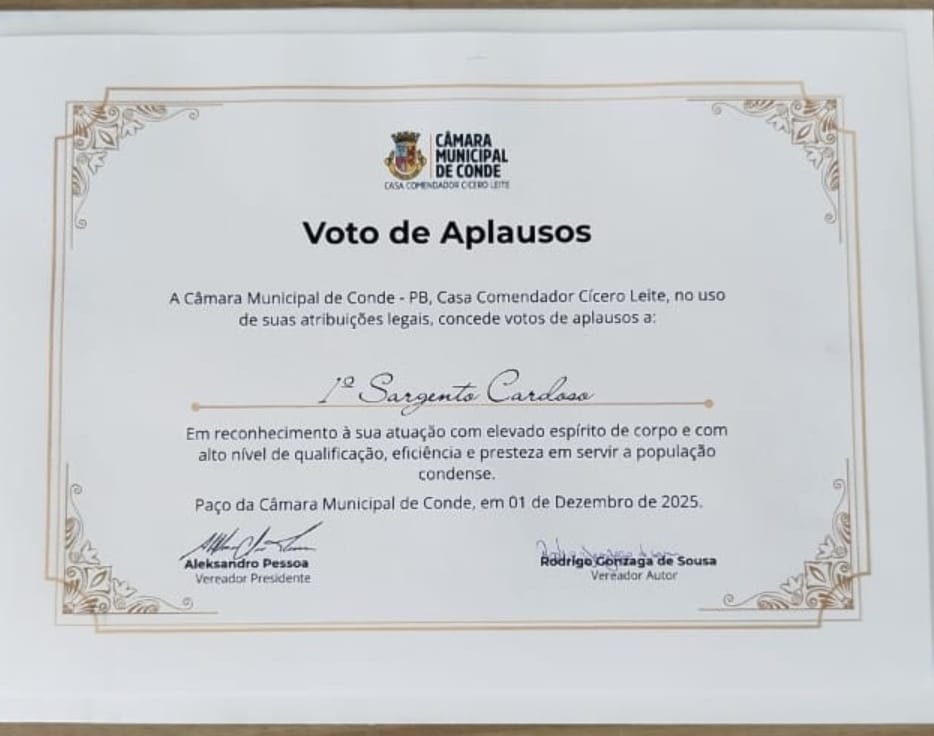 CÂMARA
MUNICIPAL
DE CONDE
CASA COMENDADOR CÍCERO LEITE
Voto de Aplausos
A Câmara Municipal de Conde - PB, Casa Comendador Cícero Leite, no uso
de suas atribuições legais, concede votos de aplausos a:
1º Sargento Cardoso
Em reconhecimento à sua atuação com elevado espírito de corpo e com
alto nível de qualificação, eficiência e presteza em servir a população
condense.
Paço da Câmara Municipal de Conde, em 01 de Dezembro de 2025.
Aleksandro Pessoa
Vereador Presidente
Rodrigo Gonzaga de Sousa
Vereador Autor